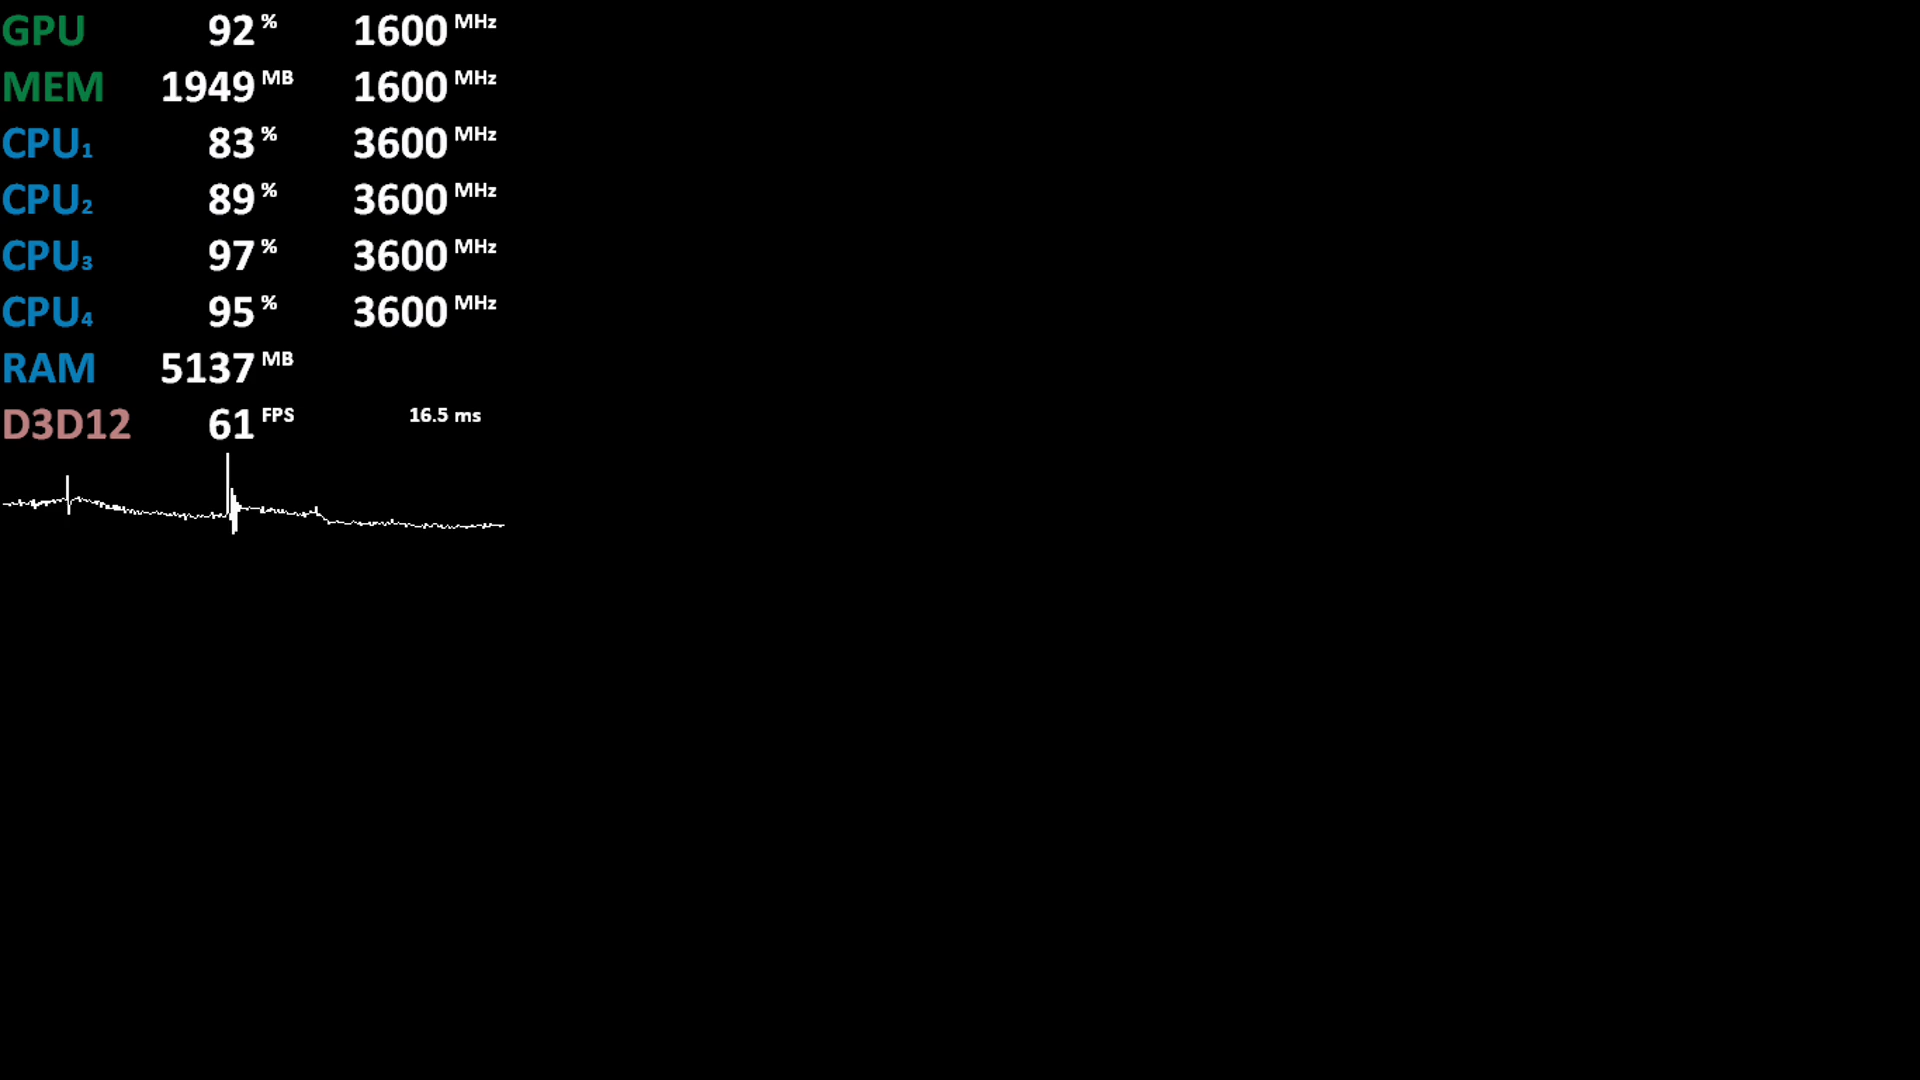 GPU 92 % 1600 MHz
MEM 1949 MB 1600 MHz
CPU1 83 % 3600 MHz
CPU2 89 % 3600 MHz
CPU3 97 % 3600 MHz
CPU4 95 % 3600 MHz
RAM 5137 MB
D3D12 61 FPS 16.5 ms